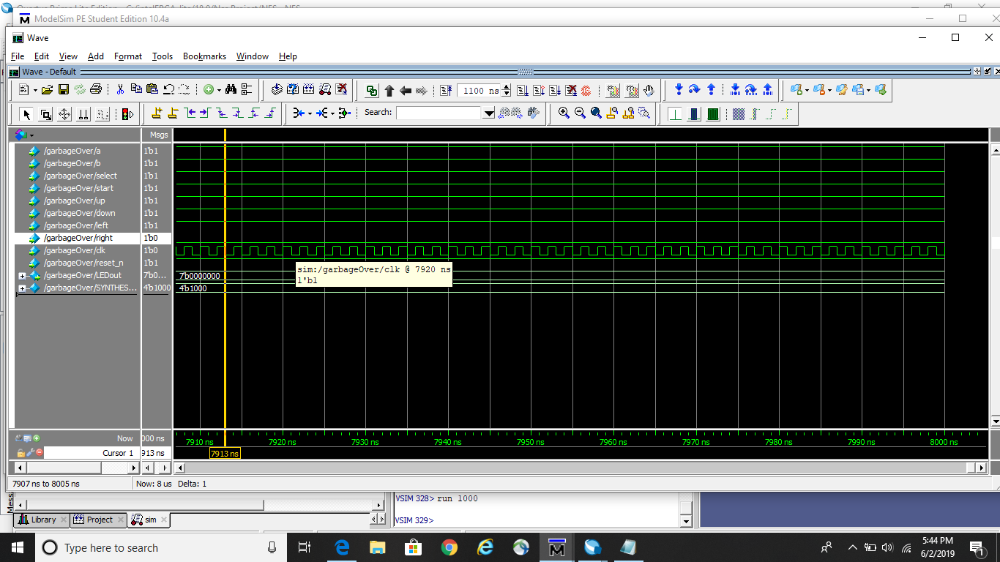 ModelSim PE Student Edition 10.4a
Wave
File Edit View Add Format Tools Bookmarks Window Help
Wave - Default
1100 ns
Search:
Msgs
/garbageOver/a 1'b1
/garbageOver/b 1'b1
/garbageOver/select 1'b1
/garbageOver/start 1'b1
/garbageOver/up 1'b1
/garbageOver/down 1'b1
/garbageOver/left 1'b1
/garbageOver/right 1'b0
/garbageOver/clk 1'b0
/garbageOver/reset_n 1'b1
/garbageOver/LEDout 7'b0... 7'b0000000
/garbageOver/SYNTHES... 4'b1000 4'b1000
sim:/garbageOver/clk @ 7920 ns
1'b1
Now 000 ns 7910 ns 7920 ns 7930 ns 7940 ns 7950 ns 7960 ns 7970 ns 7980 ns 7990 ns 8000 ns
Cursor 1 913 ns 7913 ns
7907 ns to 8005 ns Now: 8 us Delta: 1
VSIM 328> run 1000
VSIM 329>
Library Project sim
Type here to search
5:44 PM
6/2/2019
1